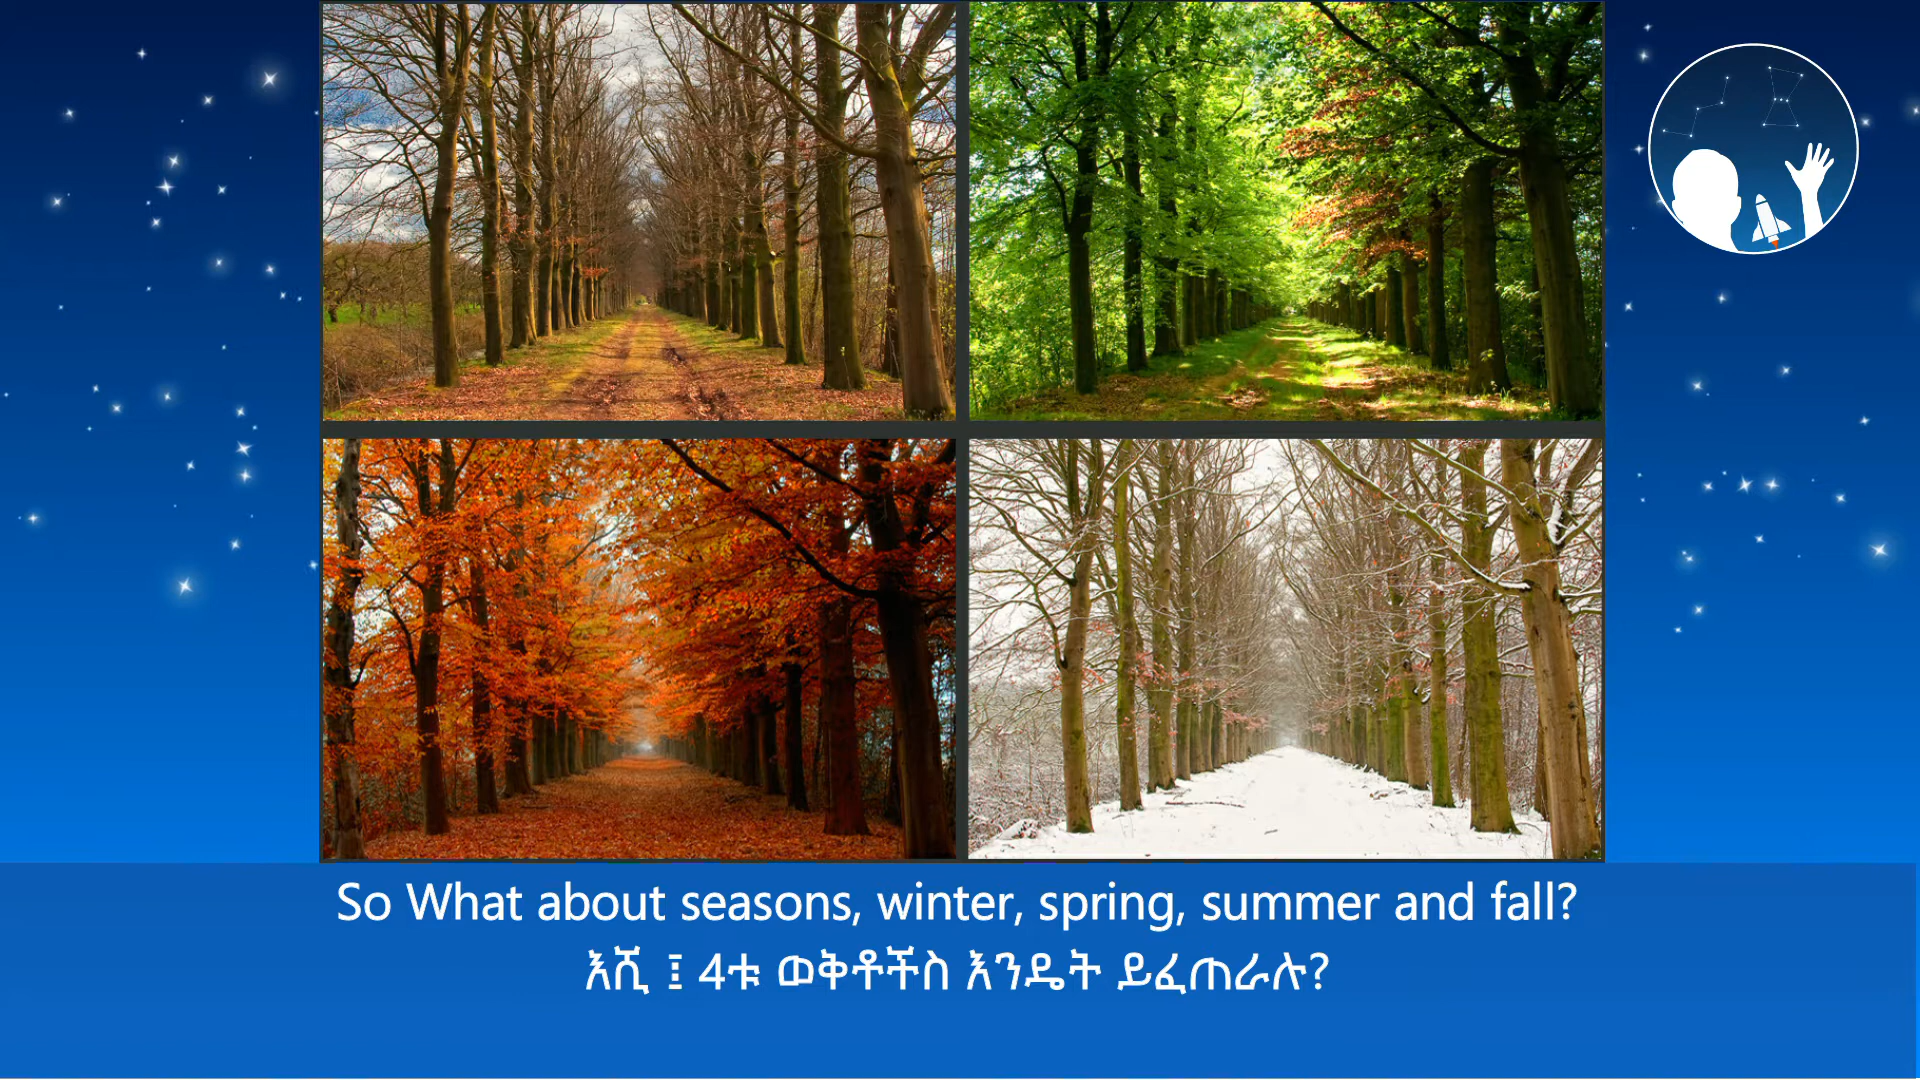 So What about seasons, winter, spring, summer and fall?
እሺ ፤ 4ቱ ወቅቶችስ እንዴት ይፈጠራሉ?